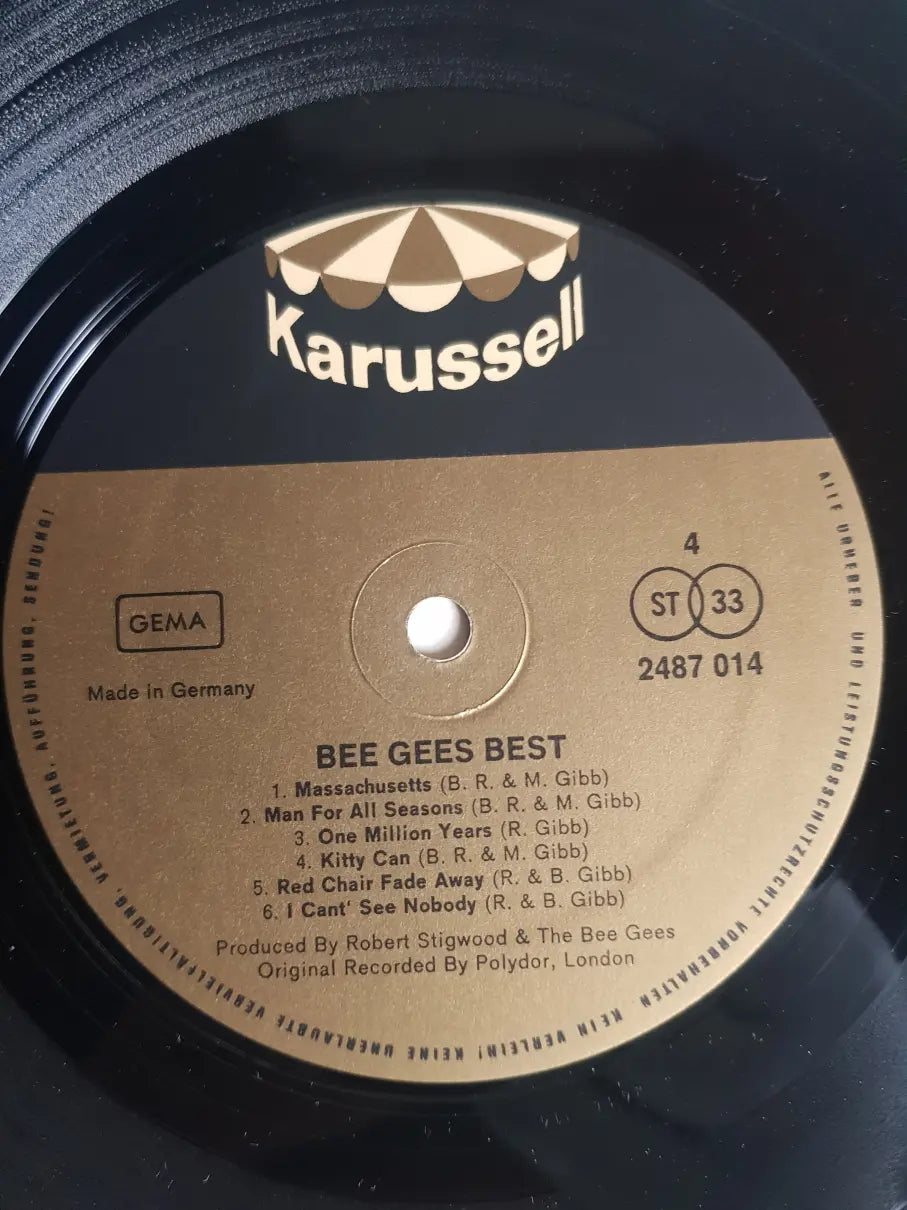 Karussell
4
ST 33
GEMA
2487 014
Made in Germany
BEE GEES BEST
1. Massachusetts (B. R. & M. Gibb)
2. Man For All Seasons (B. R. & M. Gibb)
3. One Million Years (R. Gibb)
4. Kitty Can (B. R. & M. Gibb)
5. Red Chair Fade Away (R. & B. Gibb)
6. I Cant' See Nobody (R. & B. Gibb)
Produced By Robert Stigwood & The Bee Gees
Original Recorded By Polydor, London
ALLE URHEBER UND LEISTUNGSSCHUTZRECHTE VORBEHALTEN. KEIN VERLEIH! KEINE UNERLAUBTE VERVIELFÄLTIGUNG, VERMIETUNG, AUFFÜHRUNG, SENDUNG!